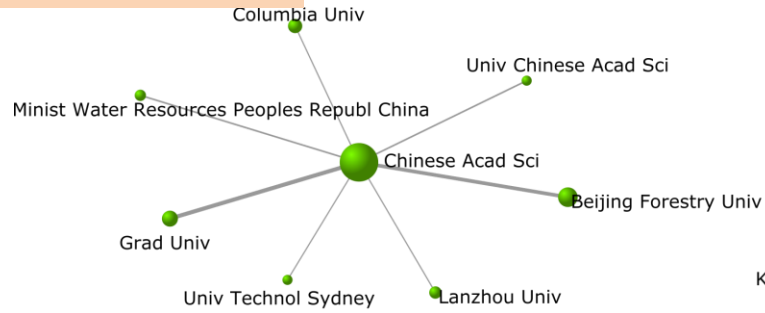 Columbia Univ
Univ Chinese Acad Sci
Minist Water Resources Peoples Republ China
Chinese Acad Sci
Beijing Forestry Univ
Grad Univ
K
Univ Technol Sydney
Lanzhou Univ